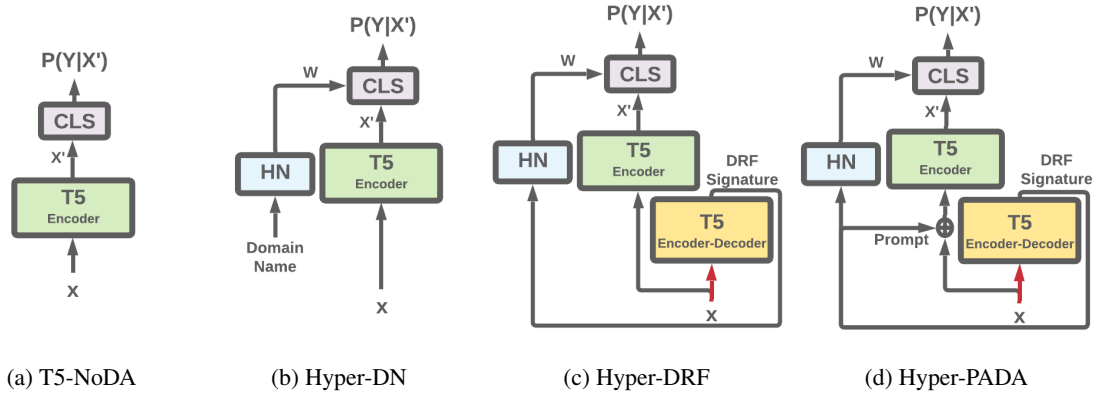 P(Y|X')
CLS
X'
T5
Encoder
x
(a) T5-NoDA
P(Y|X')
W
CLS
X'
HN
T5
Encoder
Domain
Name
x
(b) Hyper-DN
P(Y|X')
W
CLS
X'
HN
T5
Encoder
DRF
Signature
T5
Encoder-Decoder
x
(c) Hyper-DRF
P(Y|X')
W
CLS
X'
HN
T5
Encoder
DRF
Signature
Prompt
T5
Encoder-Decoder
x
(d) Hyper-PADA